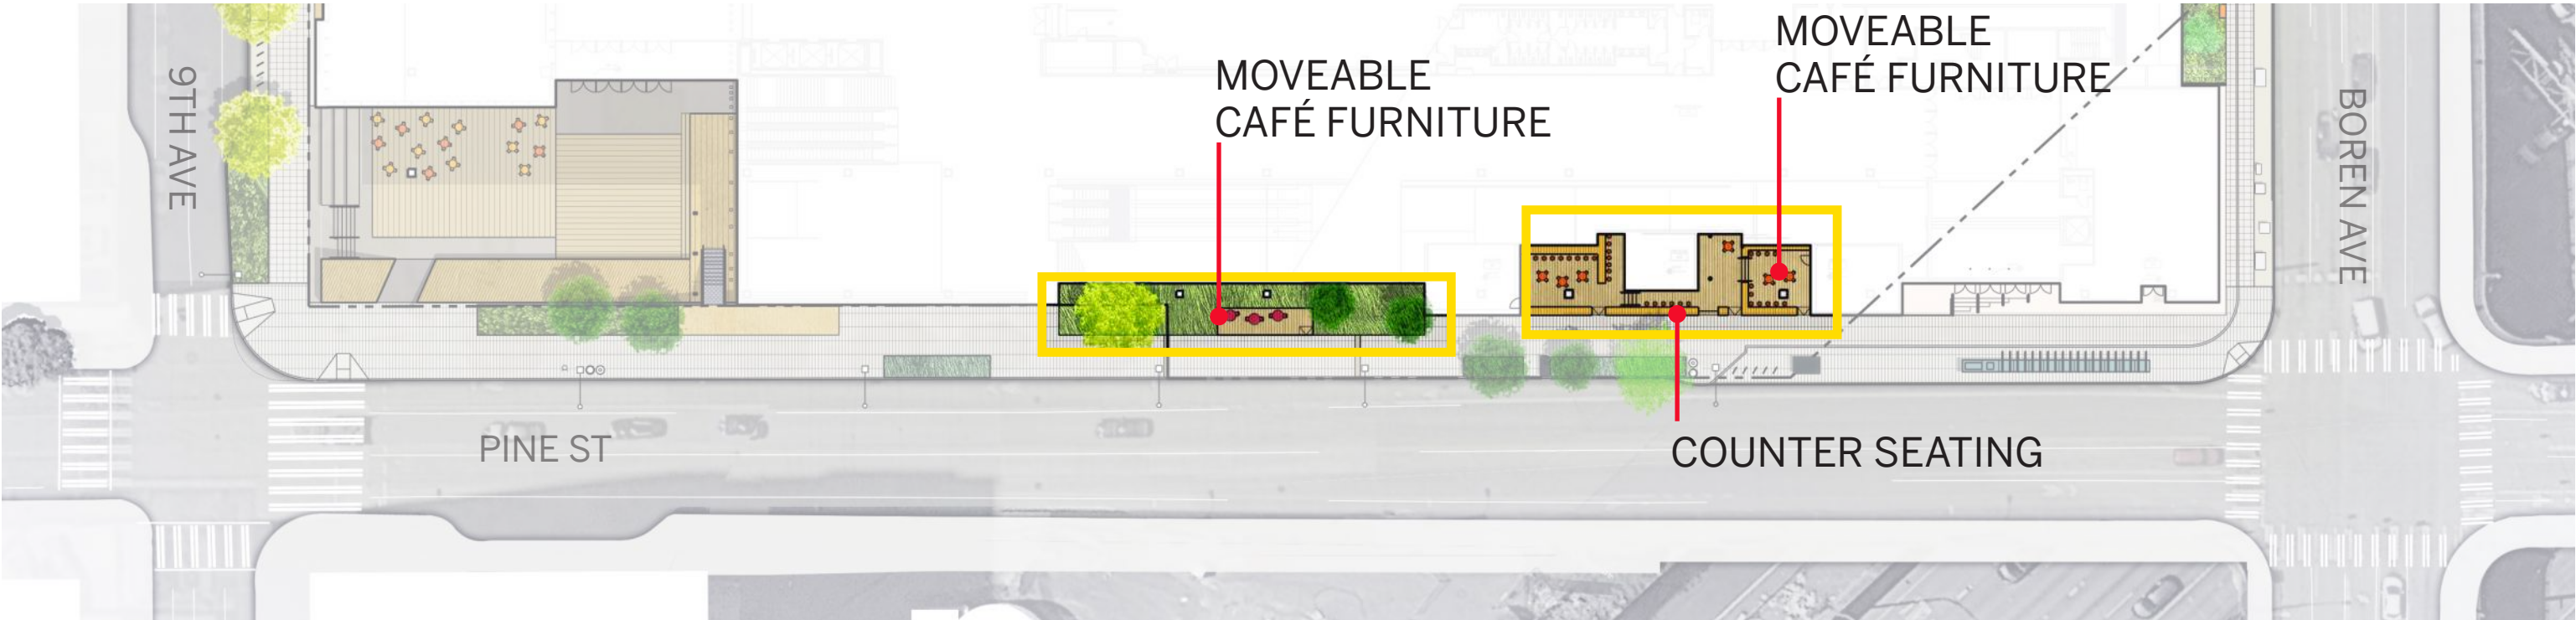 9TH AVE
MOVEABLE
CAFÉ FURNITURE
MOVEABLE
CAFÉ FURNITURE
BOREN AVE
PINE ST
COUNTER SEATING